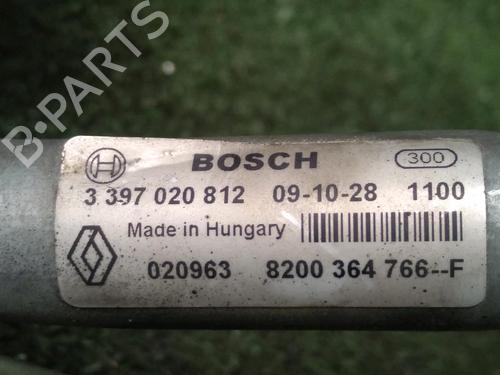 B-PARTS
BOSCH 300
3 397 020 812 09-10-28 1100
Made in Hungary
020963 8200 364 766--F